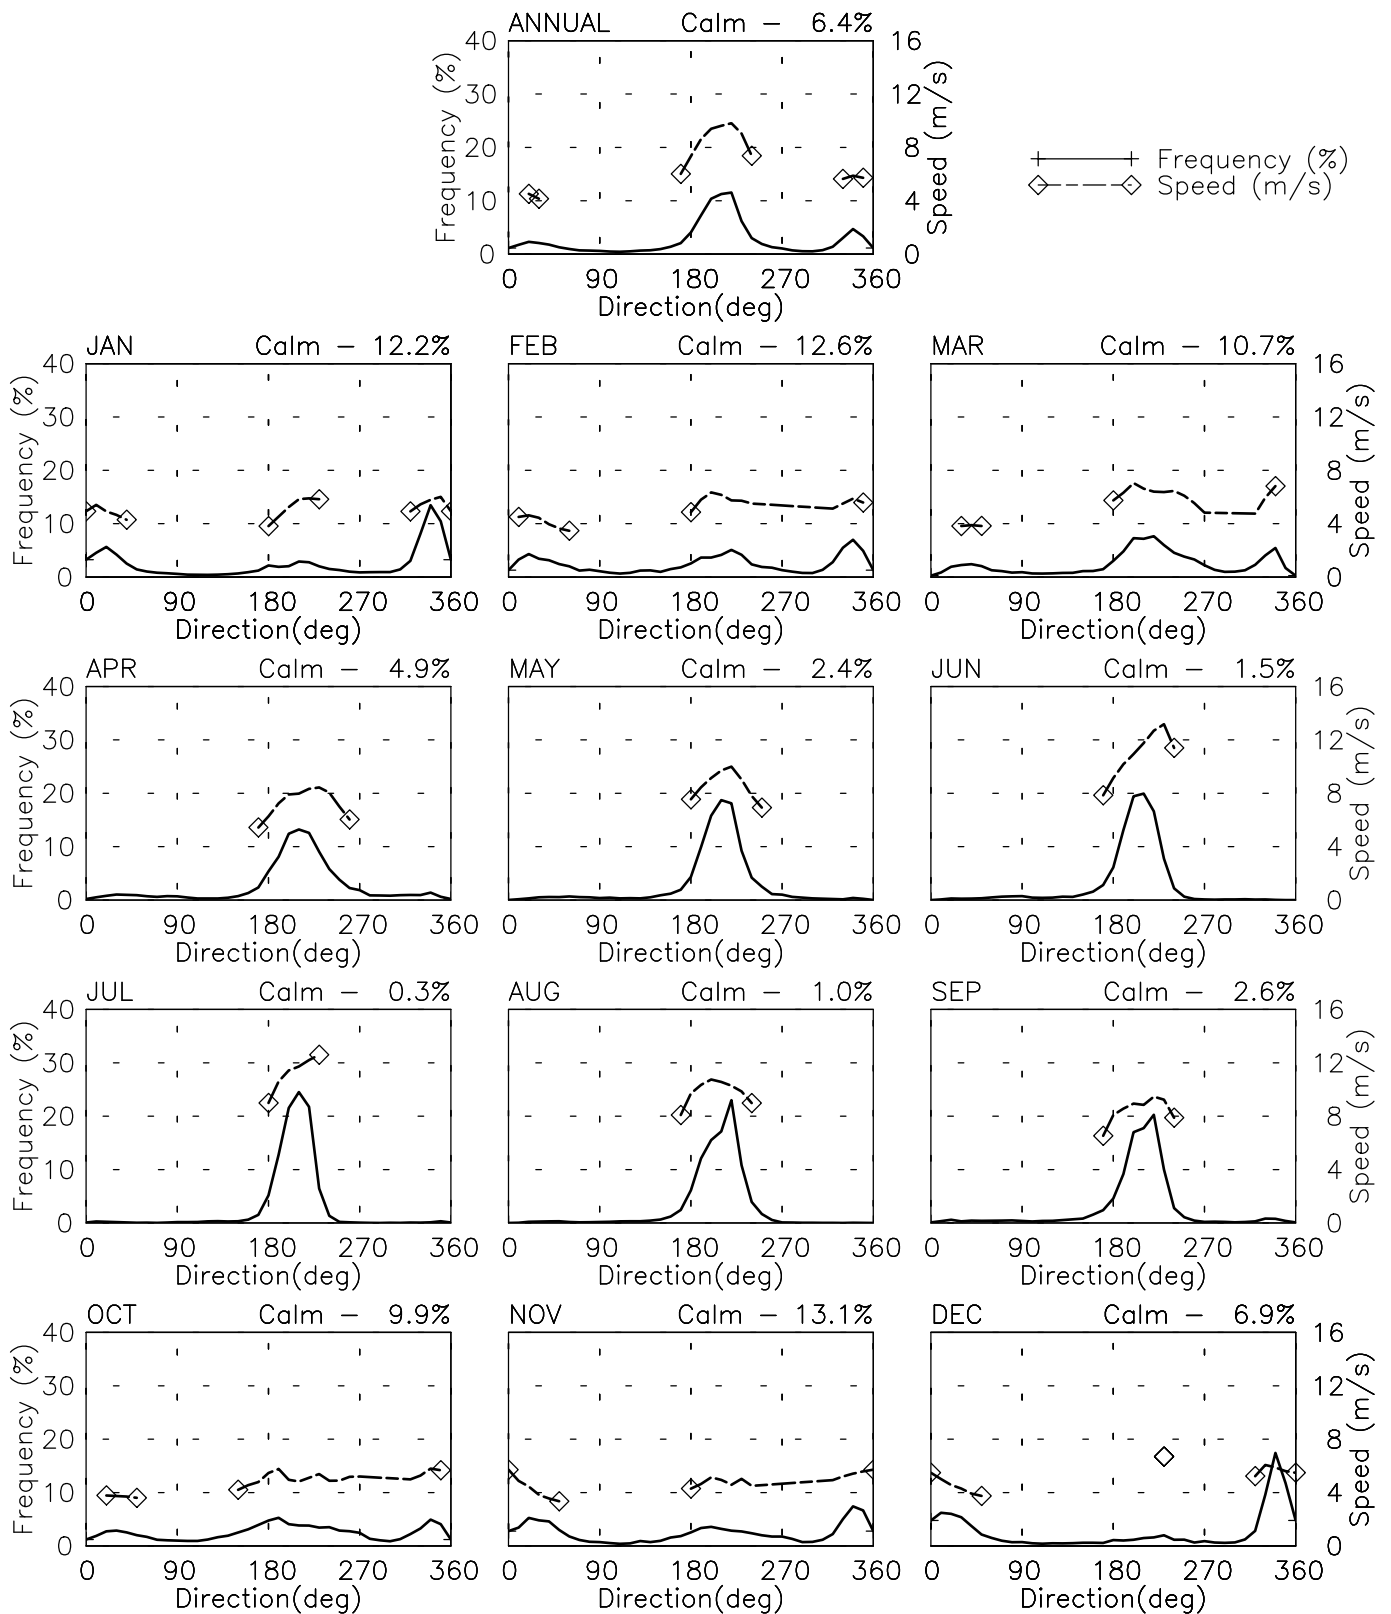 ANNUAL Calm – 6.4%
40 16
30 12
20 8
10 4
0 0
Frequency (%)
Speed (m/s)
0 90 180 270 360
Direction(deg)
Frequency (%)
Speed (m/s)
JAN Calm – 12.2% FEB Calm – 12.6% MAR Calm – 10.7%
40 16
30 12
20 8
10 4
0 0
Frequency (%)
Speed (m/s)
0 90 180 270 360 0 90 180 270 360 0 90 180 270 360
Direction(deg) Direction(deg) Direction(deg)
APR Calm – 4.9% MAY Calm – 2.4% JUN Calm – 1.5%
40 16
30 12
20 8
10 4
0 0
Frequency (%)
Speed (m/s)
0 90 180 270 360 0 90 180 270 360 0 90 180 270 360
Direction(deg) Direction(deg) Direction(deg)
JUL Calm – 0.3% AUG Calm – 1.0% SEP Calm – 2.6%
40 16
30 12
20 8
10 4
0 0
Frequency (%)
Speed (m/s)
0 90 180 270 360 0 90 180 270 360 0 90 180 270 360
Direction(deg) Direction(deg) Direction(deg)
OCT Calm – 9.9% NOV Calm – 13.1% DEC Calm – 6.9%
40 16
30 12
20 8
10 4
0 0
Frequency (%)
Speed (m/s)
0 90 180 270 360 0 90 180 270 360 0 90 180 270 360
Direction(deg) Direction(deg) Direction(deg)